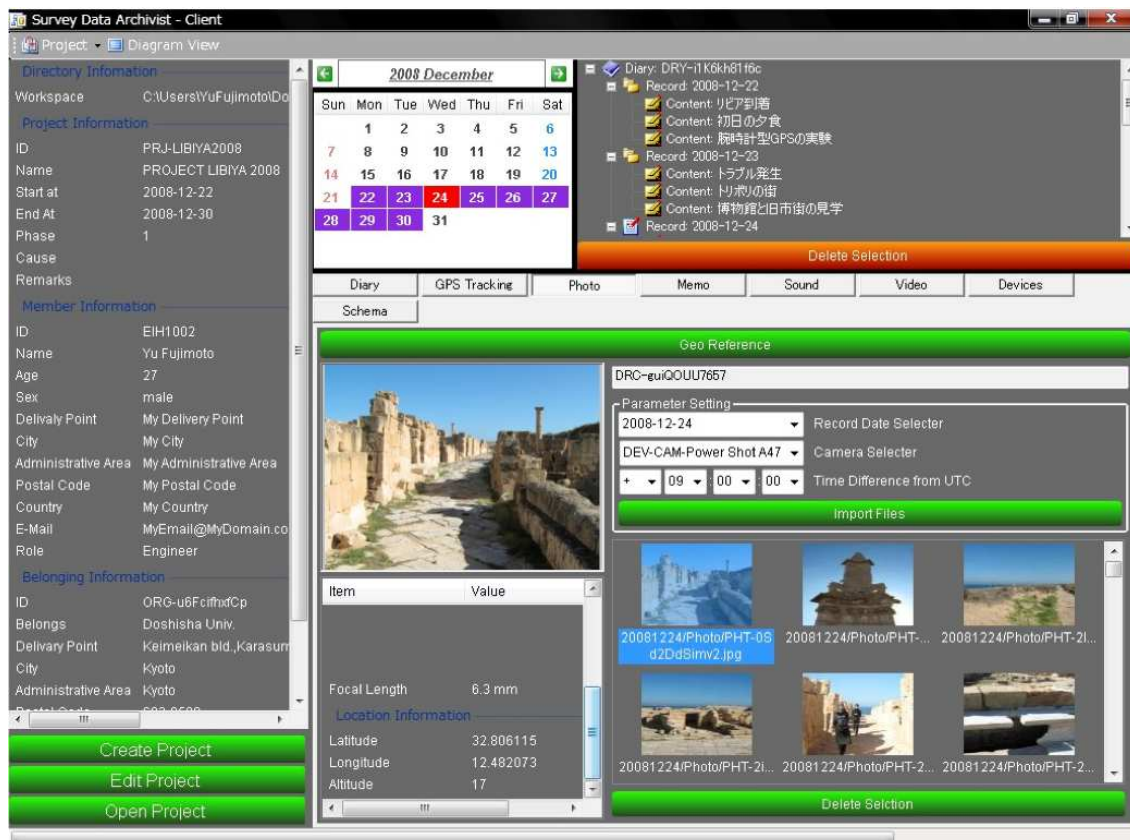 Survey Data Archivist - Client
Project Diagram View
Directory Infomation
Workspace C:\Users\YuFujimoto\Do
Project Information
ID PRJ-LIBIYA2008
Name PROJECT LIBIYA 2008
Start at 2008-12-22
End At 2008-12-30
Phase 1
Cause
Remarks
Member Information
ID EIH1002
Name Yu Fujimoto
Age 27
Sex male
Delivaly Point My Delivery Point
City My City
Administrative Area My Administrative Area
Postal Code My Postal Code
Country My Country
E-Mail MyEmail@MyDomain.co
Role Engineer
Belonging Information
ID ORG-u6FcifhxfCp
Belongs Doshisha Univ.
Delivary Point Keimeikan bld.,Karasum
City Kyoto
Administrative Area Kyoto
Create Project
Edit Project
Open Project
2008 December
Sun Mon Tue Wed Thu Fri Sat
1 2 3 4 5 6
7 8 9 10 11 12 13
14 15 16 17 18 19 20
21 22 23 24 25 26 27
28 29 30 31
Diary: DRY-i1K6kh81f6c
Record: 2008-12-22
Content: リビア到着
Content: 初日の夕食
Content: 腕時計型GPSの実験
Record: 2008-12-23
Content: トラブル発生
Content: トリポリの街
Content: 博物館と旧市街の見学
Record: 2008-12-24
Delete Selection
Diary GPS Tracking Photo Memo Sound Video Devices
Schema
Geo Reference
DRC-guiQOUU7657
Parameter Setting
2008-12-24 Record Date Selecter
DEV-CAM-Power Shot A47 Camera Selecter
+ 09 : 00 : 00 Time Difference from UTC
Import Files
Item Value
Focal Length 6.3 mm
Location Information
Latitude 32.806115
Longitude 12.482073
Altitude 17
20081224/Photo/PHT-0S
d2DdSimv2.jpg
20081224/Photo/PHT-...
20081224/Photo/PHT-2I...
20081224/Photo/PHT-2i...
20081224/Photo/PHT-2...
20081224/Photo/PHT-2...
Delete Selction